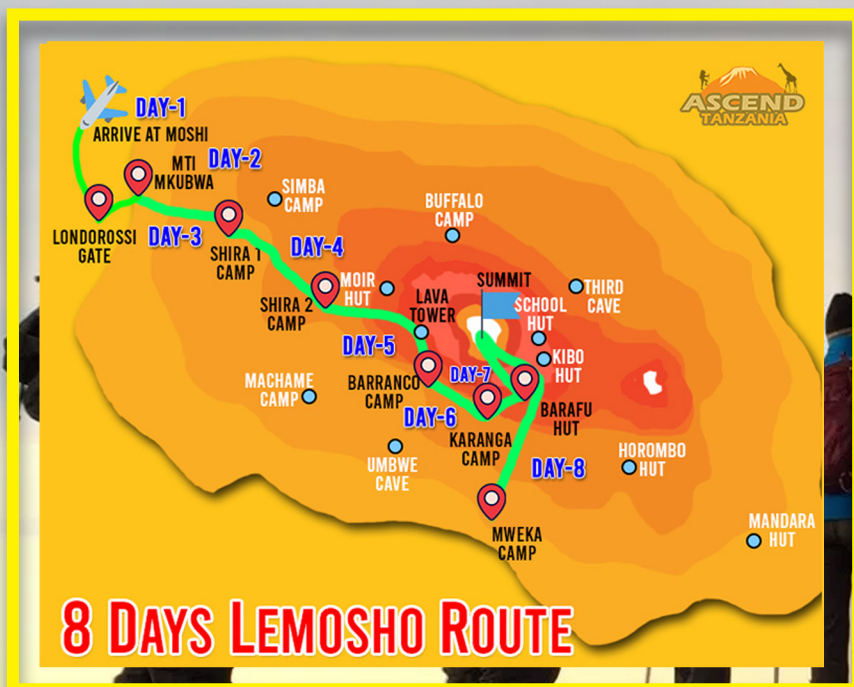 ASCEND
TANZANIA
DAY-1
ARRIVE AT MOSHI
MTI
MKUBWA
DAY-2
LONDOROSSI
GATE
DAY-3
SHIRA 1
CAMP
SIMBA
CAMP
DAY-4
SHIRA 2
CAMP
MOIR
HUT
BUFFALO
CAMP
LAVA
TOWER
SUMMIT
SCHOOL
HUT
THIRD
CAVE
KIBO
HUT
DAY-5
BARRANCO
CAMP
MACHAME
CAMP
DAY-6
DAY-7
KARANGA
CAMP
BARAFU
HUT
UMBWE
CAVE
DAY-8
HOROMBO
HUT
MWEKA
CAMP
MANDARA
HUT
8 DAYS LEMOSHO ROUTE